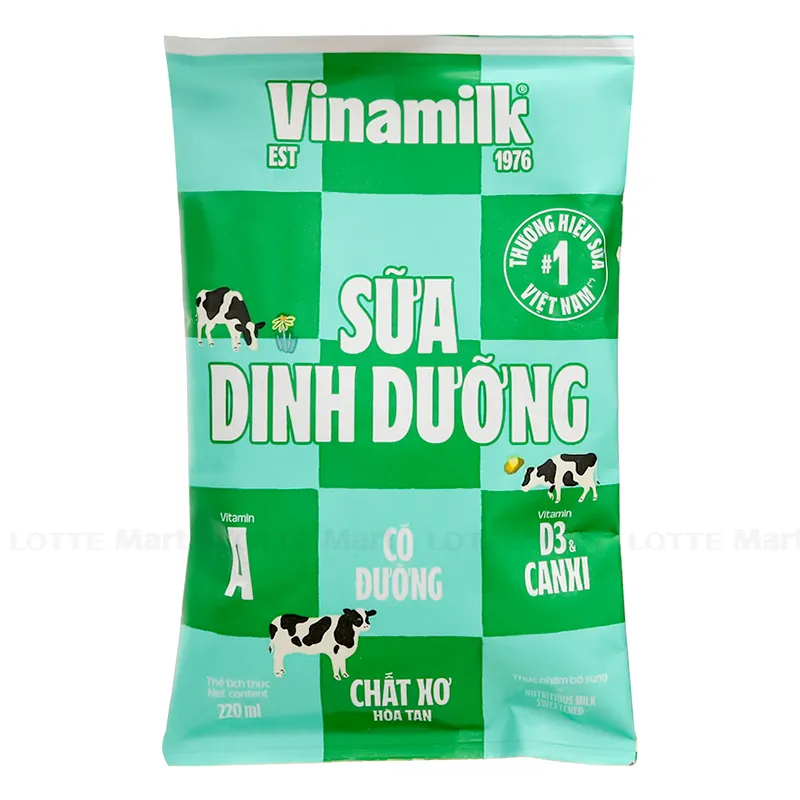 Vinamilk®
EST 1976
THƯƠNG HIỆU SỮA
#1
VIỆT NAM(*)
SỮA
DINH DƯỠNG
Vitamin
A
CÓ
ĐƯỜNG
Vitamin
D3 &
CANXI
Thể tích thực
Net content
220 ml
CHẤT XƠ
HÒA TAN
Thực phẩm bổ sung
NUTRITIOUS MILK
SWEETENED
LOTTE Mart
LOTTE Mart